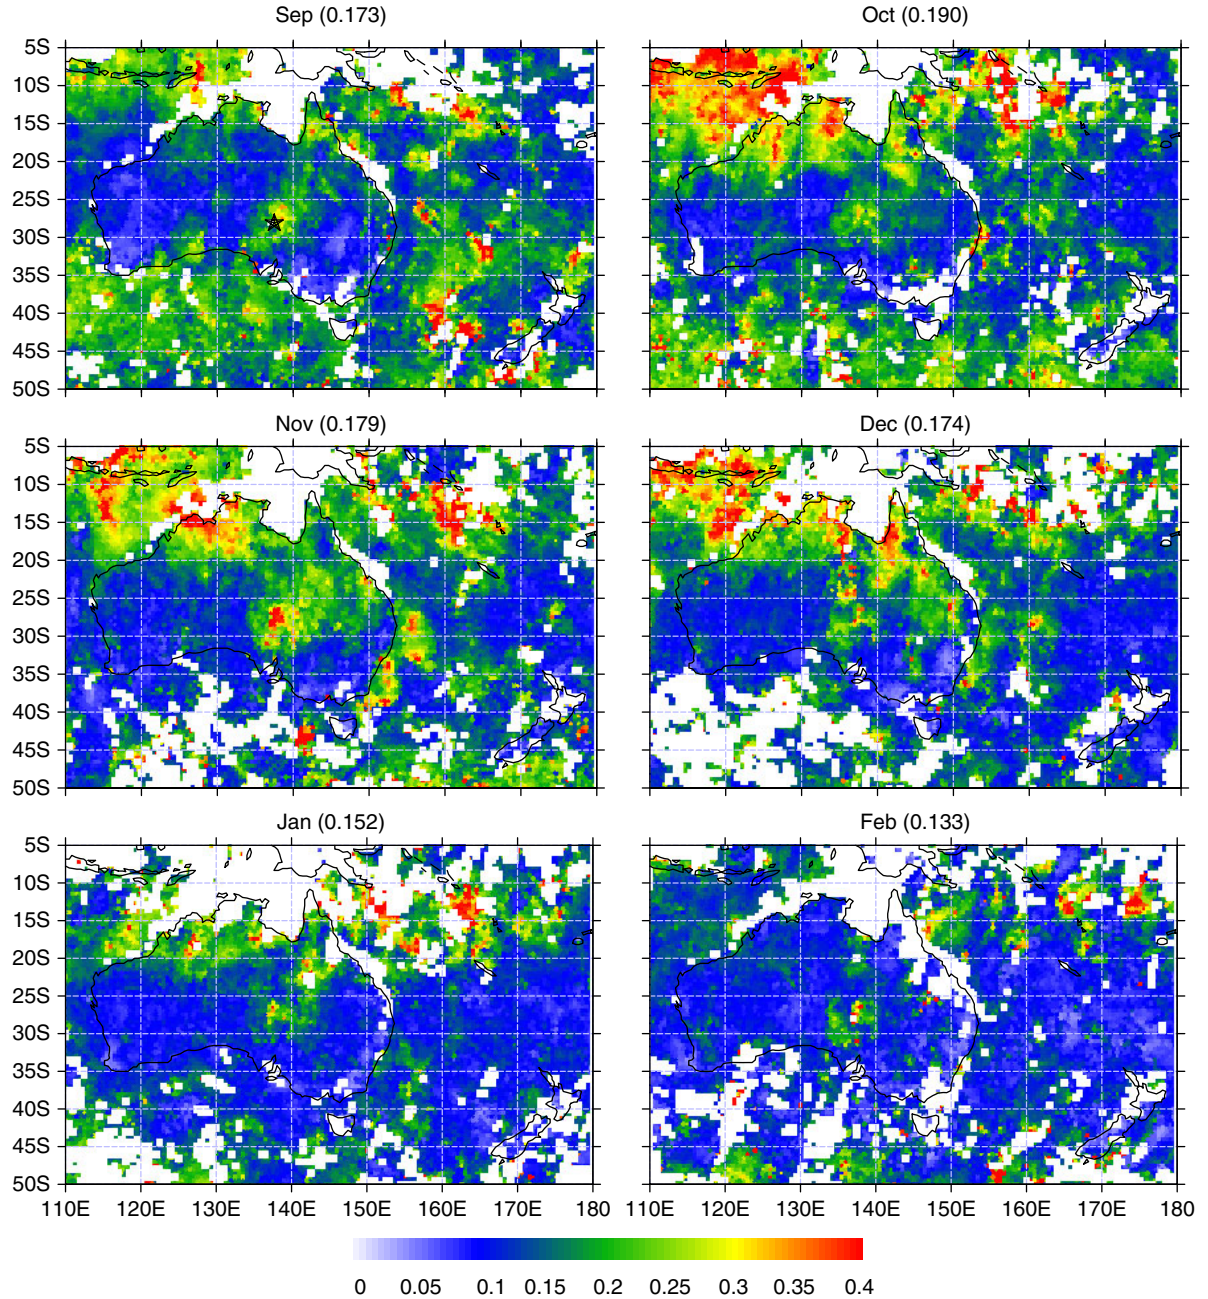 Sep (0.173)
Oct (0.190)
5S
10S
15S
20S
25S
30S
35S
40S
45S
50S
Nov (0.179)
Dec (0.174)
5S
10S
15S
20S
25S
30S
35S
40S
45S
50S
Jan (0.152)
Feb (0.133)
5S
10S
15S
20S
25S
30S
35S
40S
45S
50S
110E 120E 130E 140E 150E 160E 170E 180 110E 120E 130E 140E 150E 160E 170E 180
0 0.05 0.1 0.15 0.2 0.25 0.3 0.35 0.4